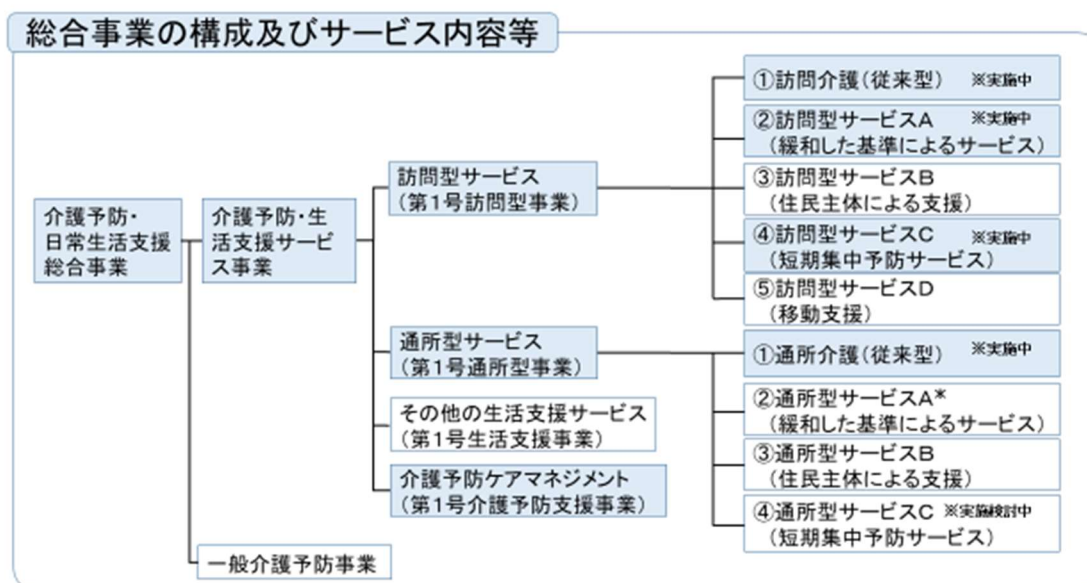 総合事業の構成及びサービス内容等
介護予防・
日常生活支援
総合事業
介護予防・生
活支援サービ
ス事業
訪問型サービス
(第1号訪問型事業)
①訪問介護(従来型) ※実施中
②訪問型サービスA ※実施中
(緩和した基準によるサービス)
③訪問型サービスB
(住民主体による支援)
④訪問型サービスC ※実施中
(短期集中予防サービス)
⑤訪問型サービスD
(移動支援)
通所型サービス
(第1号通所型事業)
①通所介護(従来型) ※実施中
②通所型サービスA*
(緩和した基準によるサービス)
③通所型サービスB
(住民主体による支援)
④通所型サービスC ※実施検討中
(短期集中予防サービス)
その他の生活支援サービス
(第1号生活支援事業)
介護予防ケアマネジメント
(第1号介護予防支援事業)
一般介護予防事業